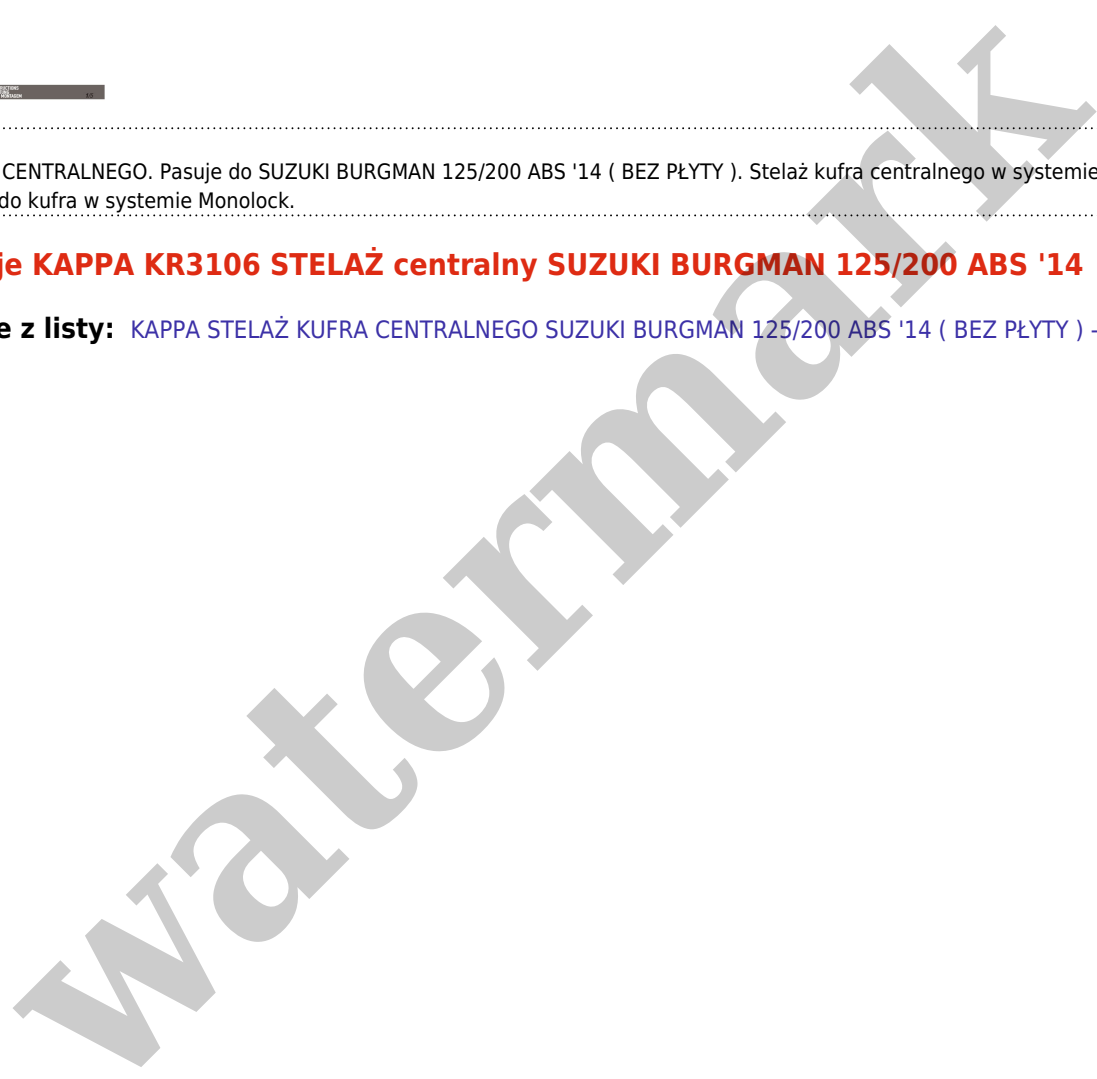 CENTRALNEGO. Pasuje do SUZUKI BURGMAN 125/200 ABS '14 ( BEZ PŁYTY ). Stelaż kufra centralnego w systemie
do kufra w systemie Monolock.
je KAPPA KR3106 STELAŻ centralny SUZUKI BURGMAN 125/200 ABS '14
e z listy: KAPPA STELAŻ KUFRA CENTRALNEGO SUZUKI BURGMAN 125/200 ABS '14 ( BEZ PŁYTY ) -
watermark